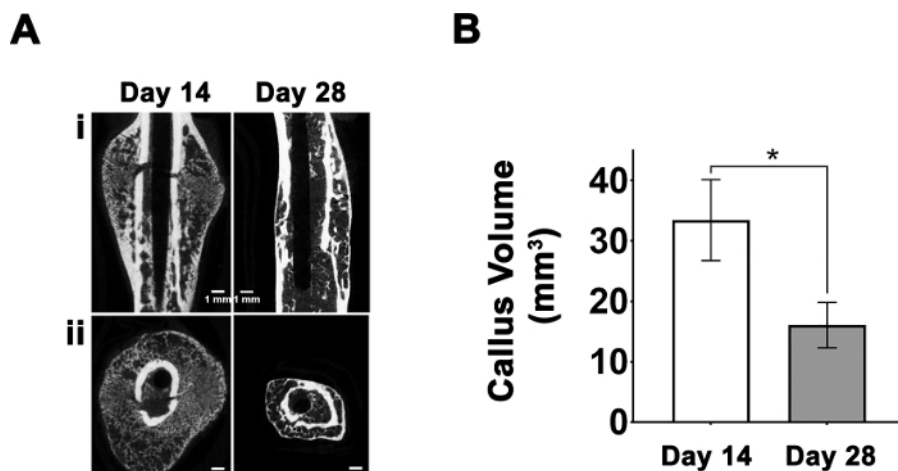 A
Day 14 Day 28
i
1 mm 1 mm
ii
B
Callus Volume
(mm³)
40
30
20
10
0
*
Day 14 Day 28